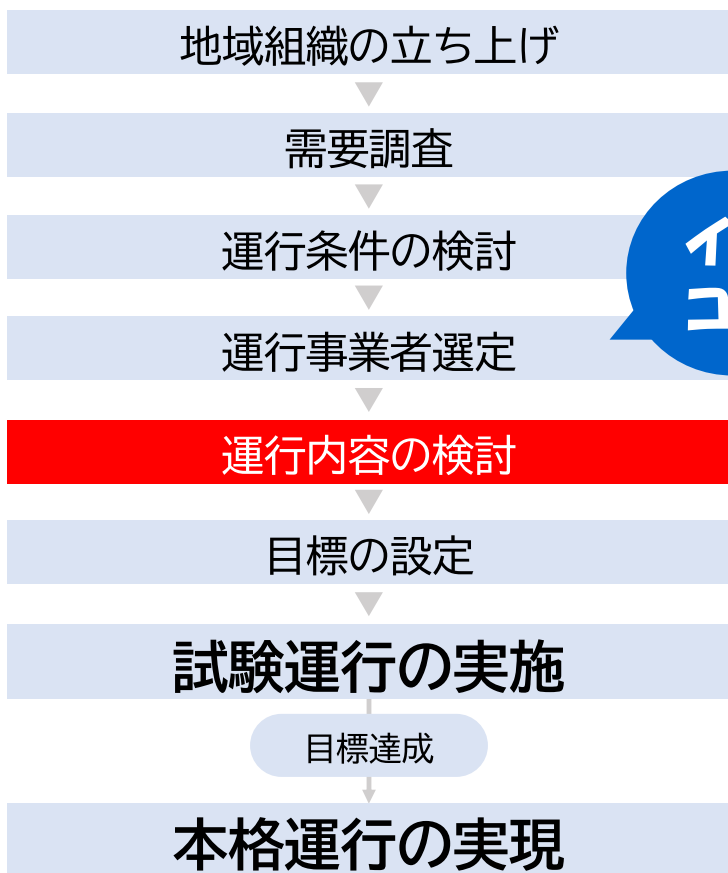 地域組織の立ち上げ
需要調査
運行条件の検討
運行事業者選定
運行内容の検討
目標の設定
試験運行の実施
目標達成
本格運行の実現